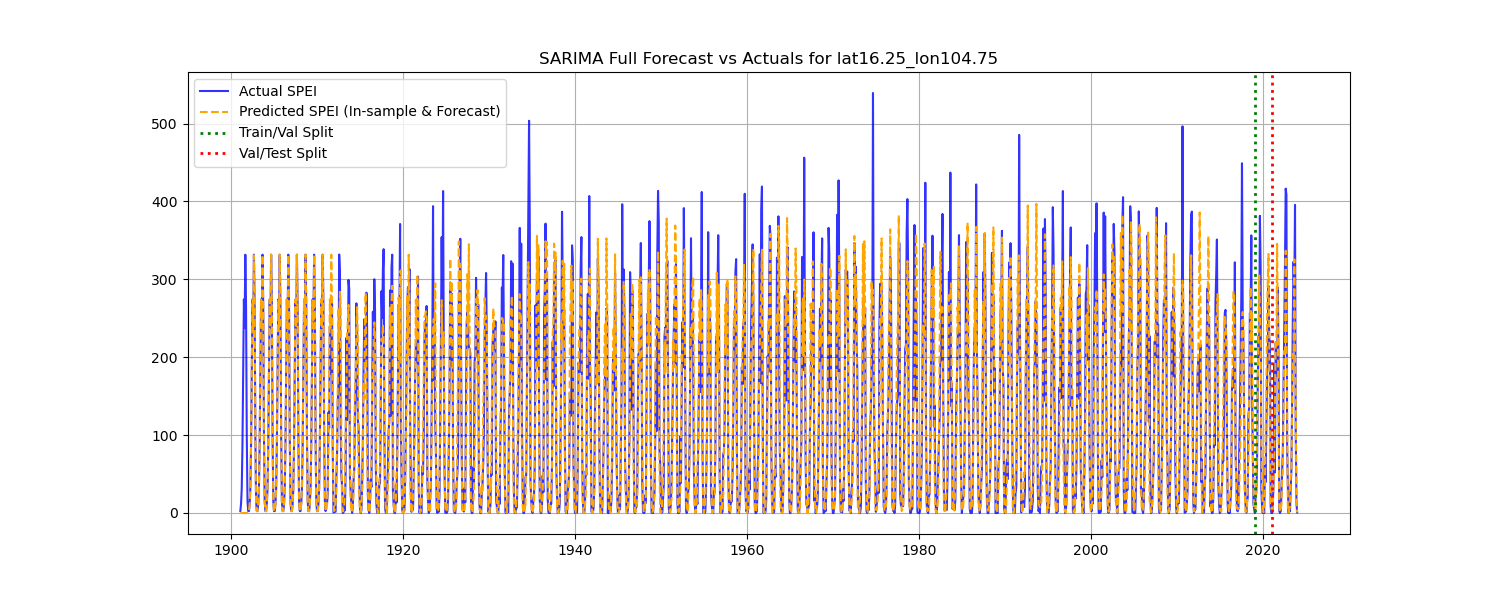 SARIMA Full Forecast vs Actuals for lat16.25_lon104.75
Actual SPEI
Predicted SPEI (In-sample & Forecast)
Train/Val Split
Val/Test Split
500
400
300
200
100
0
1900 1920 1940 1960 1980 2000 2020